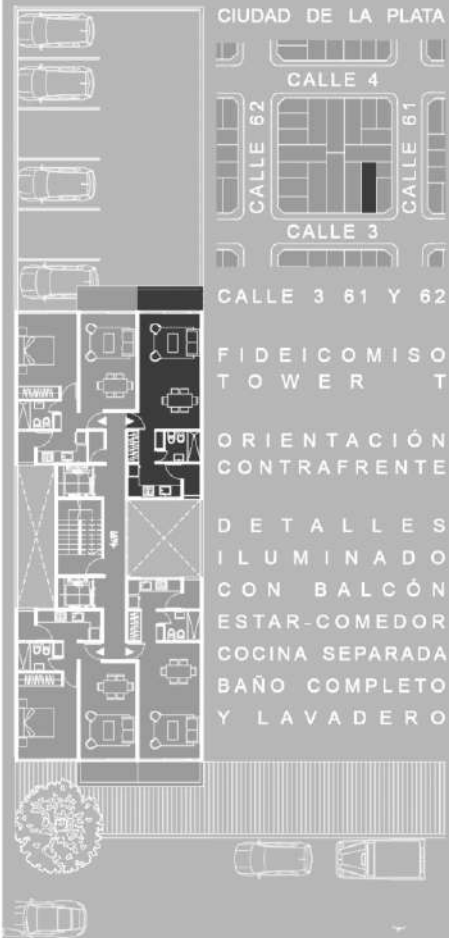 CIUDAD DE LA PLATA
CALLE 4
CALLE 62
CALLE 61
CALLE 3
CALLE 3 61 Y 62
FIDEICOMISO
TOWER T
ORIENTACIÓN
CONTRAFRENTE
DETALLES
ILUMINADO
CON BALCÓN
ESTAR-COMEDOR
COCINA SEPARADA
BAÑO COMPLETO
Y LAVADERO